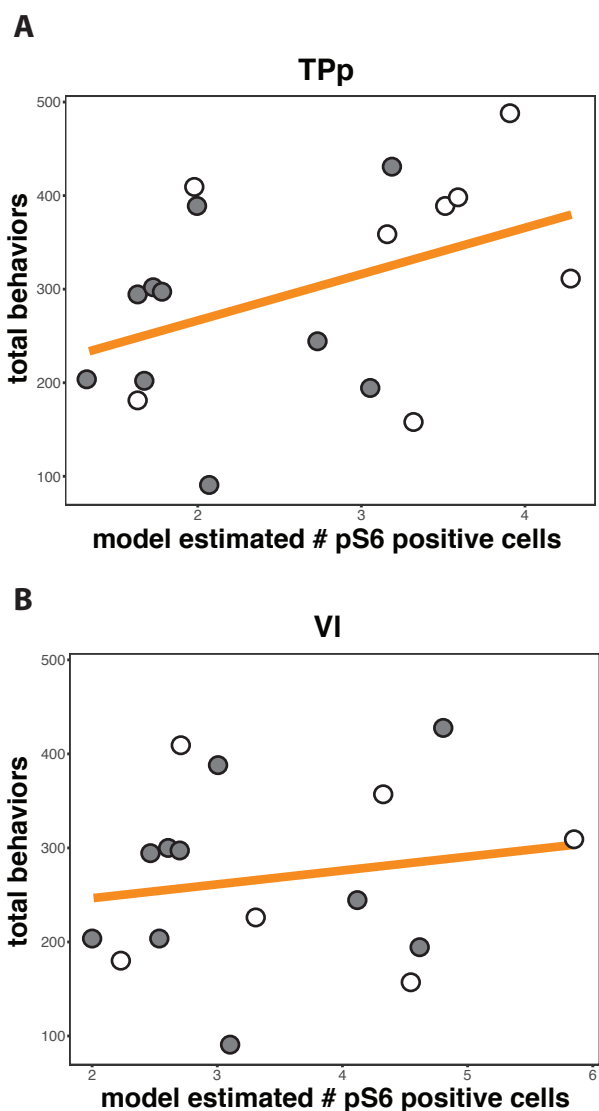 A
TPp
500
400
300
200
100
total behaviors
2 3 4
model estimated # pS6 positive cells
B
Vl
500
400
300
200
100
total behaviors
2 3 4 5 6
model estimated # pS6 positive cells